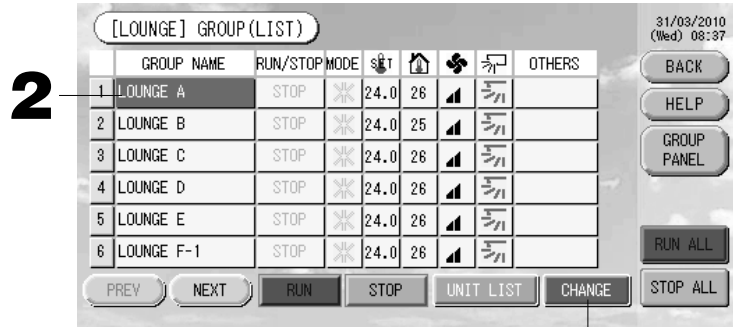 [LOUNGE] GROUP(LIST)
31/03/2010
(Wed) 08:37
GROUP NAME RUN/STOP MODE SET OTHERS
2
1 LOUNGE A STOP 24.0 26
2 LOUNGE B STOP 24.0 25
3 LOUNGE C STOP 24.0 26
4 LOUNGE D STOP 24.0 26
5 LOUNGE E STOP 24.0 26
6 LOUNGE F-1 STOP 24.0 26
PREV NEXT RUN STOP UNIT LIST CHANGE
BACK
HELP
GROUP
PANEL
RUN ALL
STOP ALL